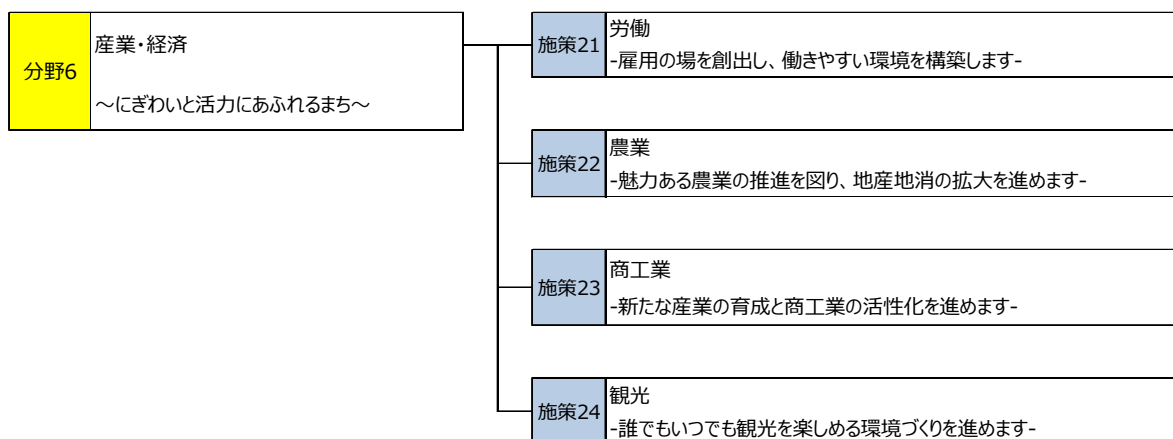 分野6
産業・経済
～にぎわいと活力にあふれるまち～
施策21
労働
-雇用の場を創出し、働きやすい環境を構築します-
施策22
農業
-魅力ある農業の推進を図り、地産地消の拡大を進めます-
施策23
商工業
-新たな産業の育成と商工業の活性化を進めます-
施策24
観光
-誰でもいつでも観光を楽しめる環境づくりを進めます-